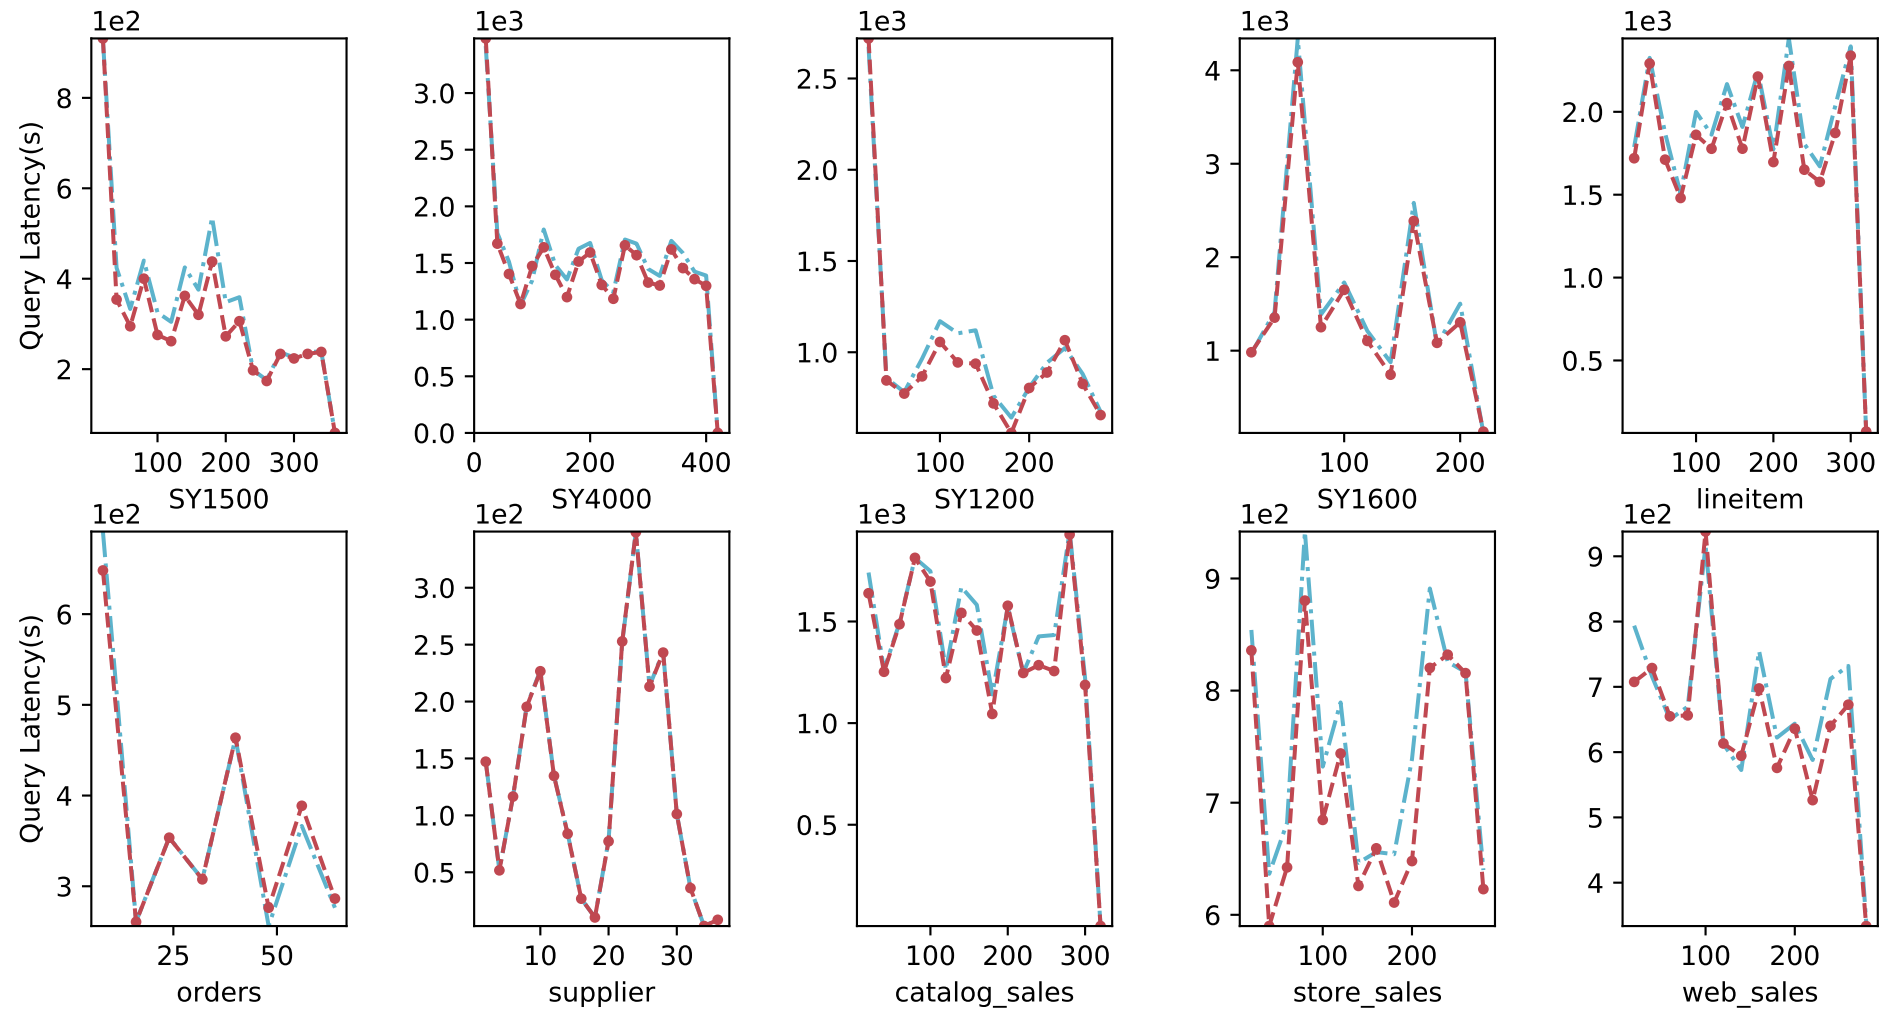 1e2 1e3 1e3 1e3
8
6
4
2
Query Latency(s)
100 200 300
SY1500
3.0
2.5
2.0
1.5
1.0
0.5
0.0
0 200 400
SY4000
1e3
2.5
2.0
1.5
1.0
100 200
SY1200
4
3
2
1
100 200
SY1600
2.0
1.5
1.0
0.5
100 200 300
lineitem
1e2
6
5
4
3
Query Latency(s)
25 50
orders
1e2
3.0
2.5
2.0
1.5
1.0
0.5
10 20 30
supplier
1e3
1.5
1.0
0.5
100 200 300
catalog_sales
1e2
9
8
7
6
100 200
store_sales
1e2
9
8
7
6
5
4
100 200
web_sales